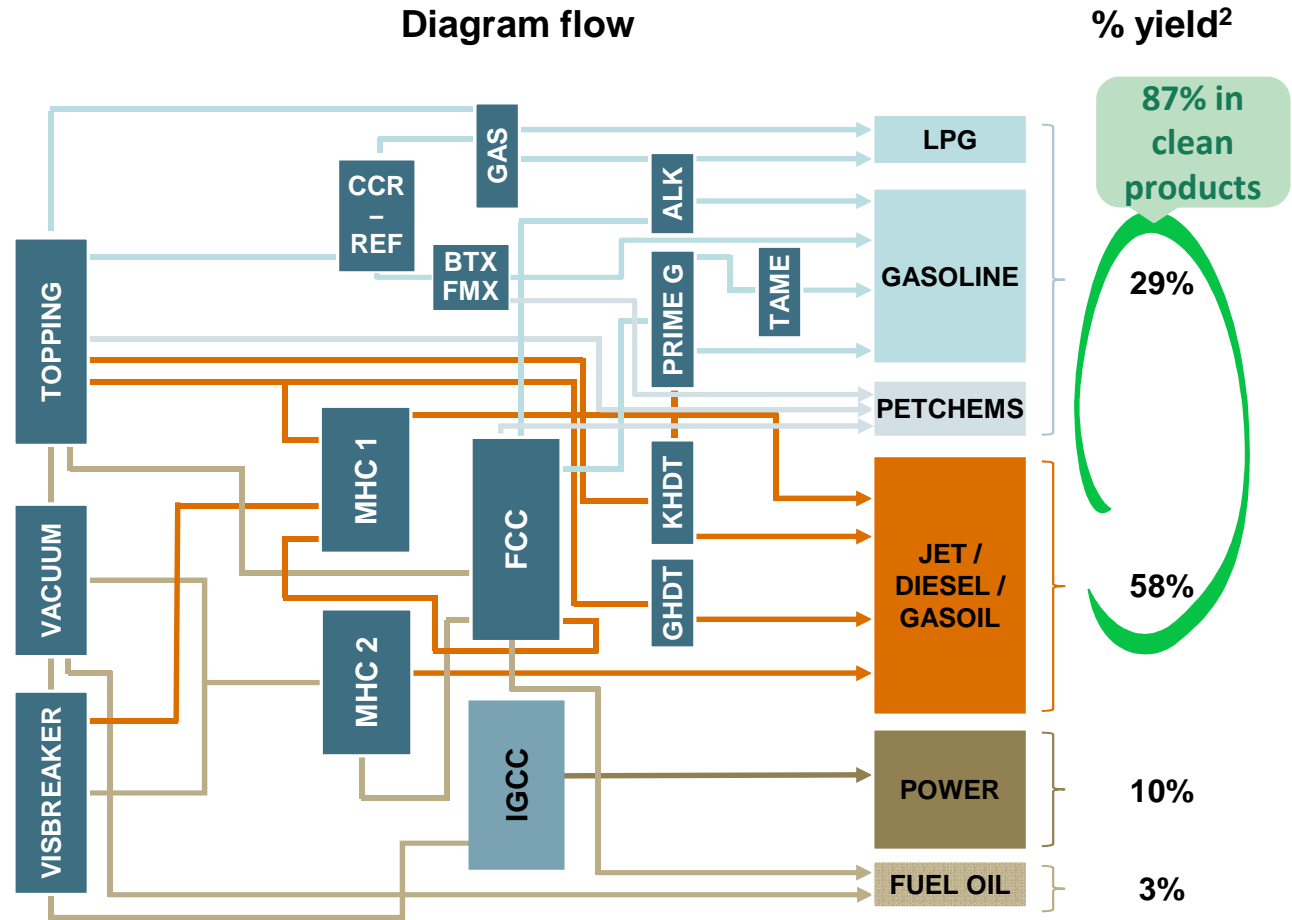 Diagram flow
% yield²
87% in
clean
products
GAS
LPG
CCR
–
REF
ALK
GASOLINE
29%
BTX
FMX
TOPPING
PRIME G
TAME
PETCHEMS
MHC 1
FCC
KHDT
JET /
DIESEL /
GASOIL
58%
VACUUM
GHDT
MHC 2
VISBREAKER
IGCC
POWER
10%
FUEL OIL
3%